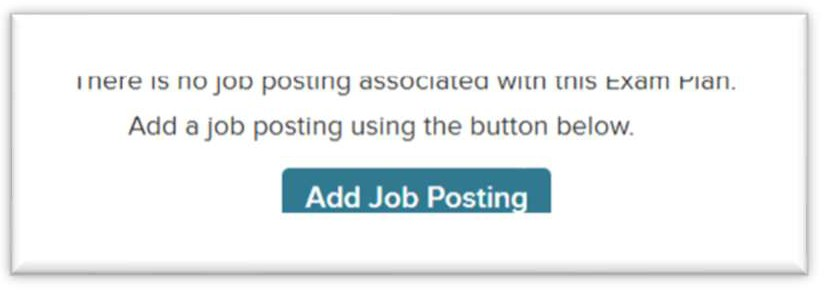 There is no job posting associated with this Exam Plan.
Add a job posting using the button below.
Add Job Posting